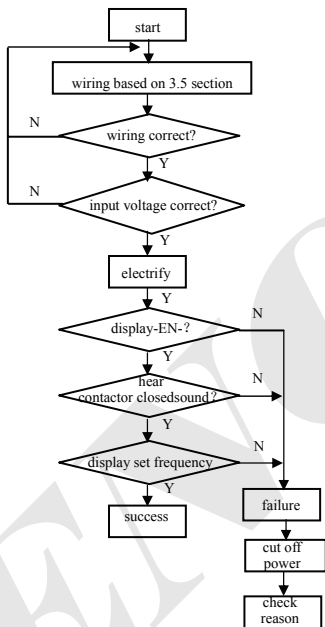 start
wiring based on 3.5 section
N
wiring correct?
Y
N
input voltage correct?
Y
electrify
Y
N
display-EN-?
Y
hear
N
contactor closedsound?
Y
N
display set frequency
Y
success
failure
cut off
power
check
reason